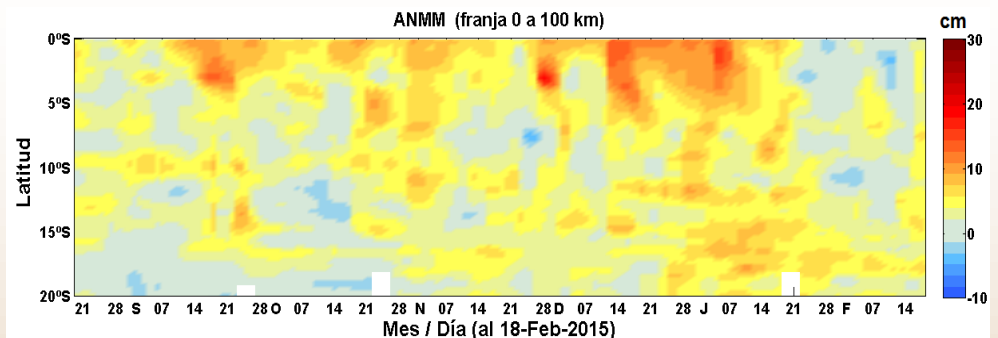 ANMM (franja 0 a 100 km)
cm
Latitud
0ºS
5ºS
10ºS
15ºS
20ºS
30
20
10
0
-10
21 28 S 07 14 21 28 O 07 14 21 28 N 07 14 21 28 D 07 14 21 28 J 07 14 21 28 F 07 14
Mes / Día (al 18-Feb-2015)